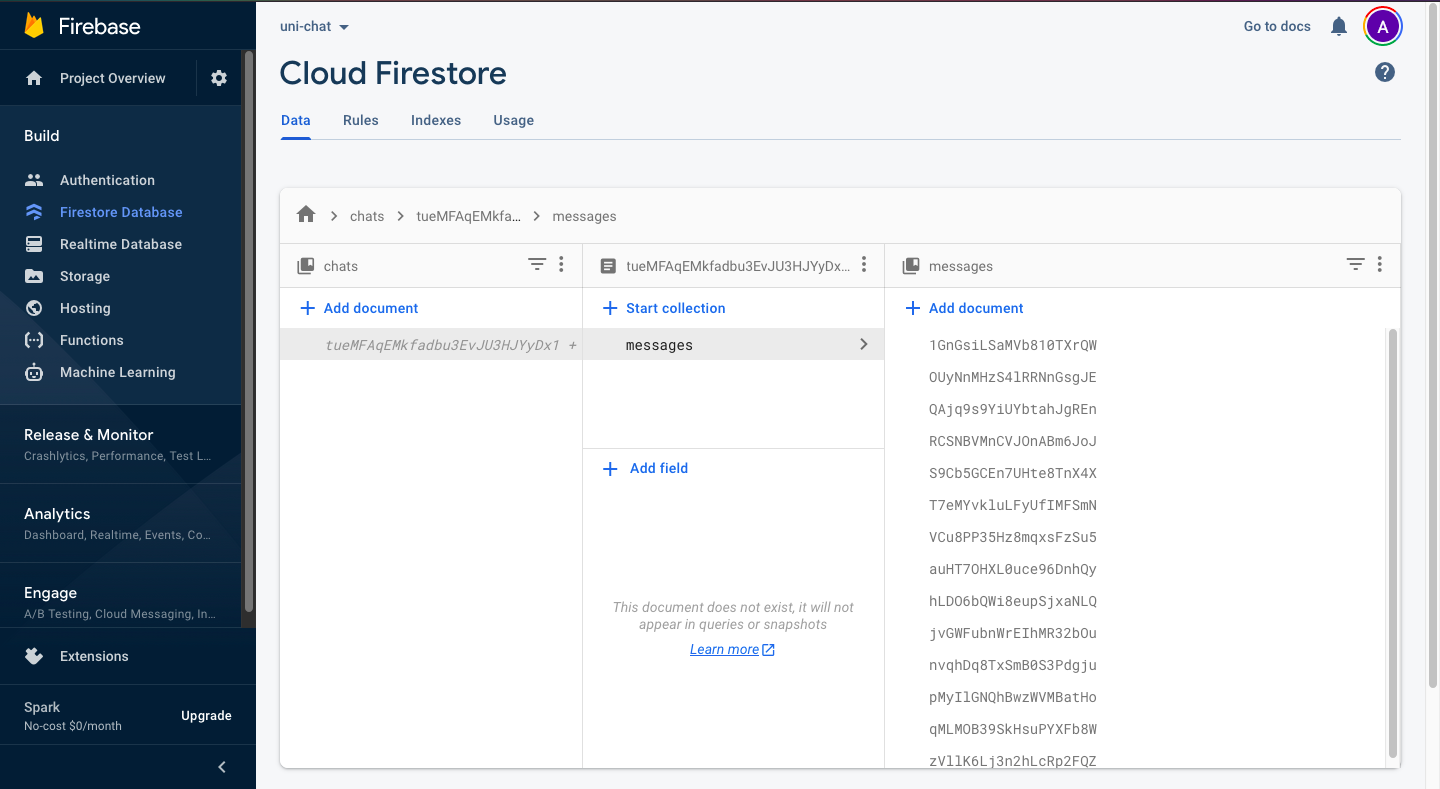 Firebase
Project Overview
Build
Authentication
Firestore Database
Realtime Database
Storage
Hosting
Functions
Machine Learning
Release & Monitor
Crashlytics, Performance, Test L...
Analytics
Dashboard, Realtime, Events, Co...
Engage
A/B Testing, Cloud Messaging, In...
Extensions
Spark
No-cost $0/month
Upgrade
uni-chat
Go to docs
A
Cloud Firestore
Data Rules Indexes Usage
chats tueMFAqEMkfa... messages
chats
Add document
tueMFAqEMkfadbu3EvJU3HJYyDx1 +
tueMFAqEMkfadbu3EvJU3HJYyDx...
Start collection
messages
Add field
This document does not exist, it will not
appear in queries or snapshots
Learn more
messages
Add document
1GnGsiLSaMVb810TXrQW
OUyNnMHzS4lRRNnGsgJE
QAjq9s9YiUYbtahJgREn
RCSNBVMnCVJOnABm6JoJ
S9Cb5GCEn7UHte8TnX4X
T7eMYvkluLFyUfIMFSmN
VCu8PP35Hz8mqxsFzSu5
auHT7OHXL0uce96DnhQy
hLDO6bQWi8eupSjxaNLQ
jvGWFubnWrEIhMR32bOu
nvqhDq8TxSmB0S3Pdgju
pMyIlGNQhBwzWVMBatHo
qMLMOB39SkHsuPYXFb8W
zVllK6Lj3n2hLcRp2FQZ